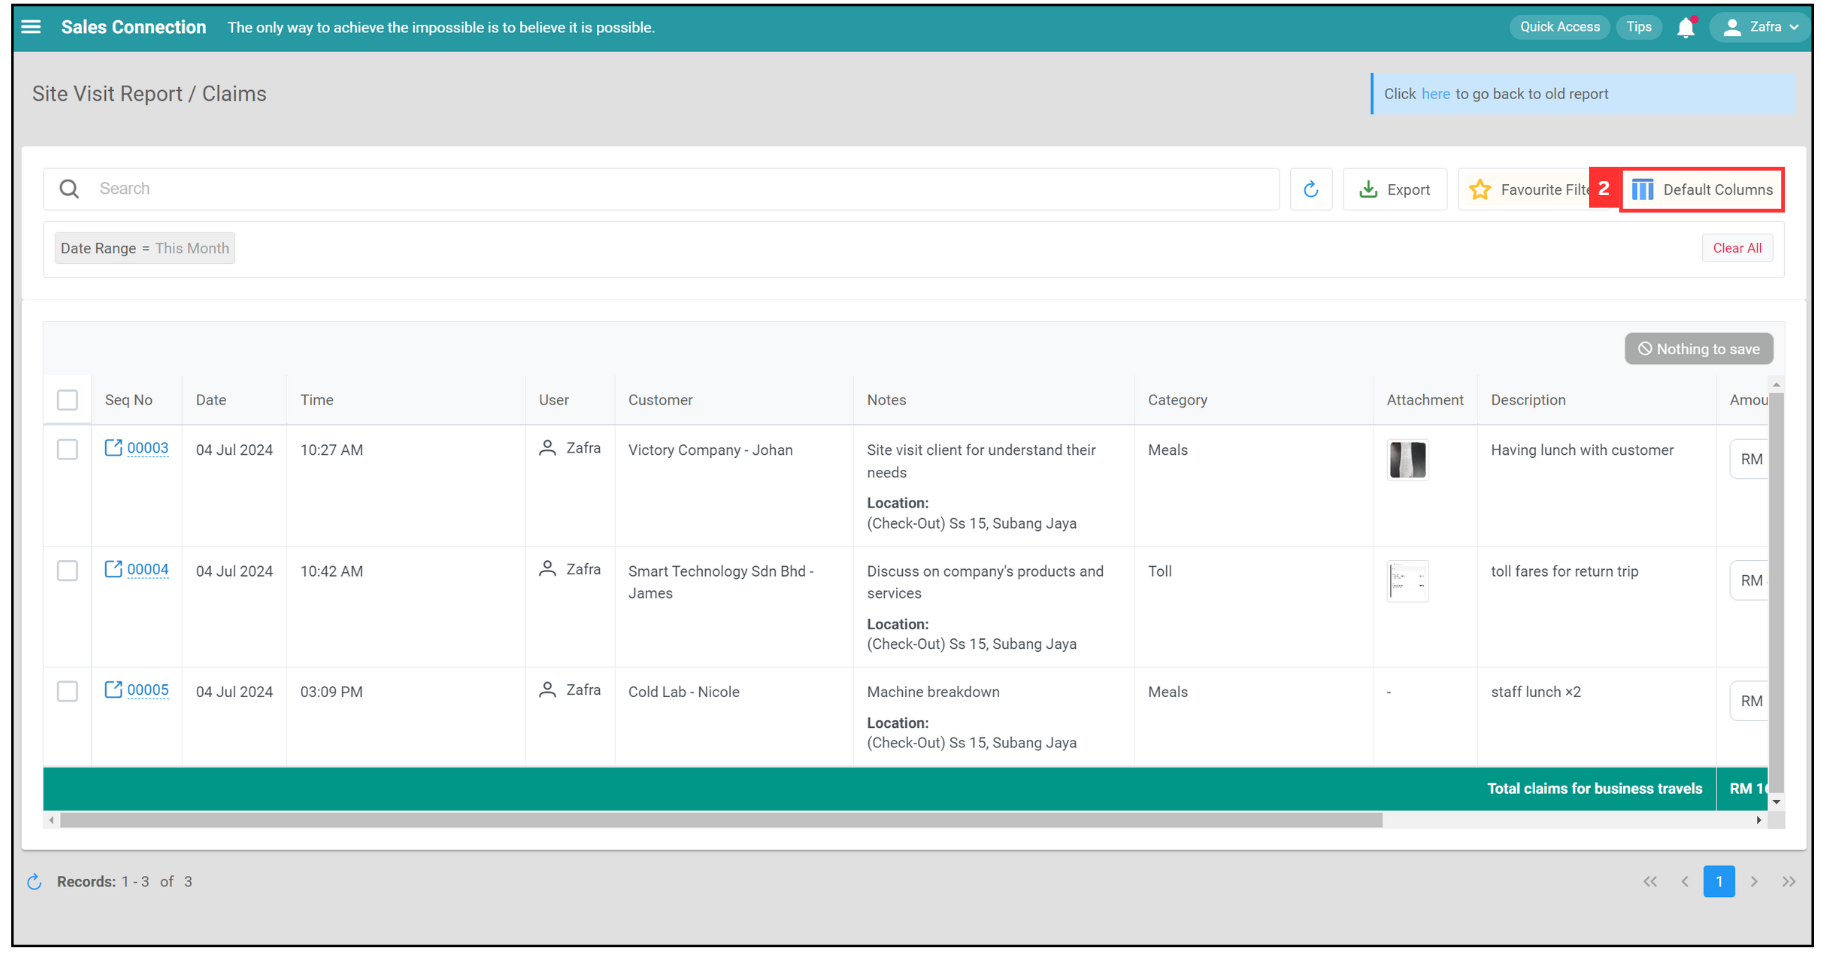 Sales Connection The only way to achieve the impossible is to believe it is possible. Quick Access Tips Zafra
Site Visit Report / Claims
Click here to go back to old report
Search Export Favourite Filte 2 Default Columns
Date Range = This Month Clear All
Nothing to save
Seq No Date Time User Customer Notes Category Attachment Description Amou
00003 04 Jul 2024 10:27 AM Zafra Victory Company - Johan Site visit client for understand their Meals Having lunch with customer RM
needs
Location:
(Check-Out) Ss 15, Subang Jaya
00004 04 Jul 2024 10:42 AM Zafra Smart Technology Sdn Bhd - Discuss on company's products and Toll toll fares for return trip RM
James services
Location:
(Check-Out) Ss 15, Subang Jaya
00005 04 Jul 2024 03:09 PM Zafra Cold Lab - Nicole Machine breakdown Meals - staff lunch ×2 RM
Location:
(Check-Out) Ss 15, Subang Jaya
Total claims for business travels RM 1
Records: 1 - 3 of 3 << < 1 > >>